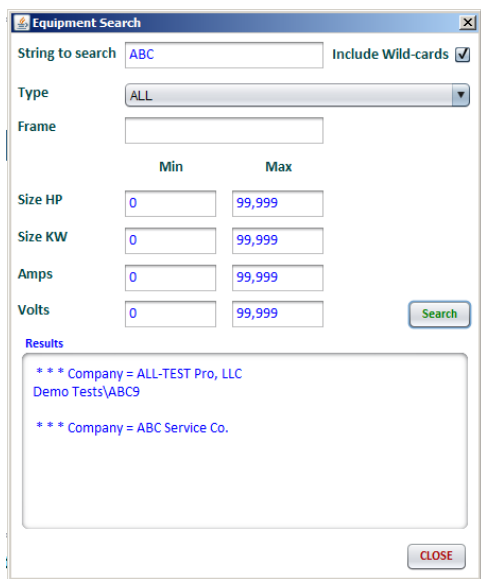 Equipment Search
String to search ABC Include Wild-cards
Type ALL
Frame
Min Max
Size HP 0 99,999
Size KW 0 99,999
Amps 0 99,999
Volts 0 99,999 Search
Results
* * * Company = ALL-TEST Pro, LLC
Demo Tests\ABC9
* * * Company = ABC Service Co.
CLOSE